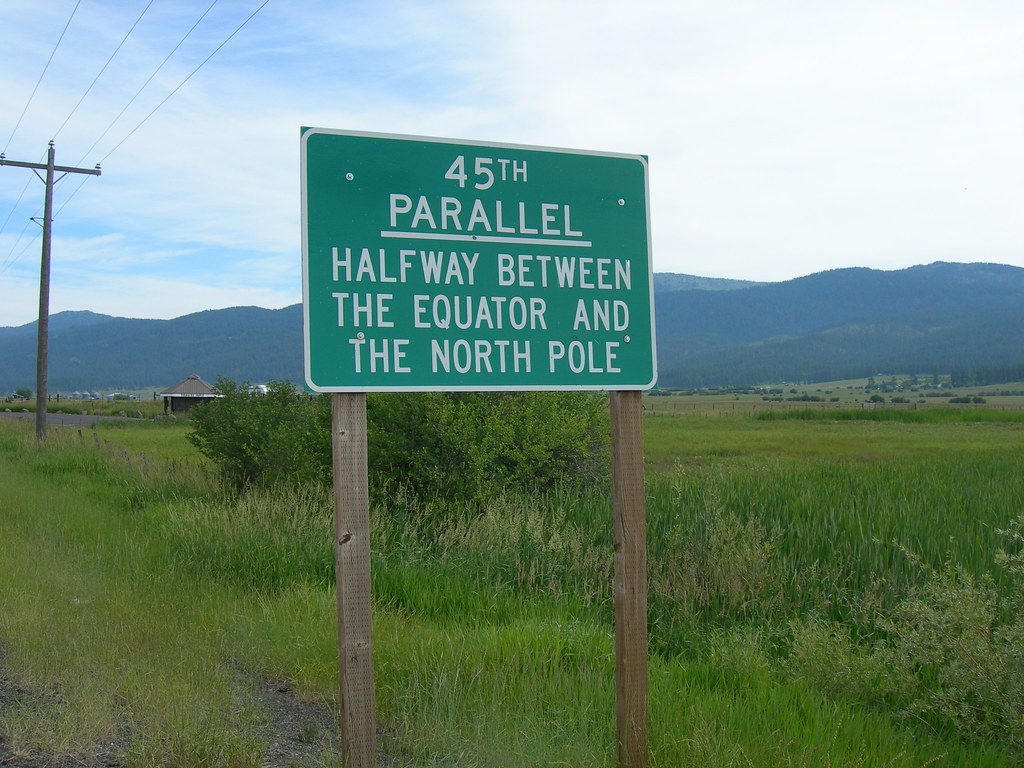 45TH
PARALLEL
HALFWAY BETWEEN
THE EQUATOR AND
THE NORTH POLE